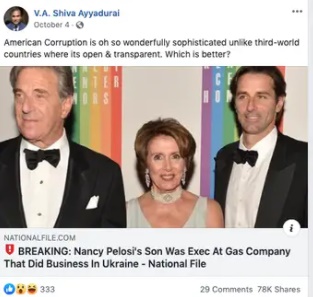 V.A. Shiva Ayyadurai
October 4 ·
American Corruption is oh so wonderfully sophisticated unlike third-world
countries where its open & transparent. Which is better?
NATIONALFILE.COM
BREAKING: Nancy Pelosi's Son Was Exec At Gas Company
That Did Business In Ukraine - National File
333
29 Comments 78K Shares